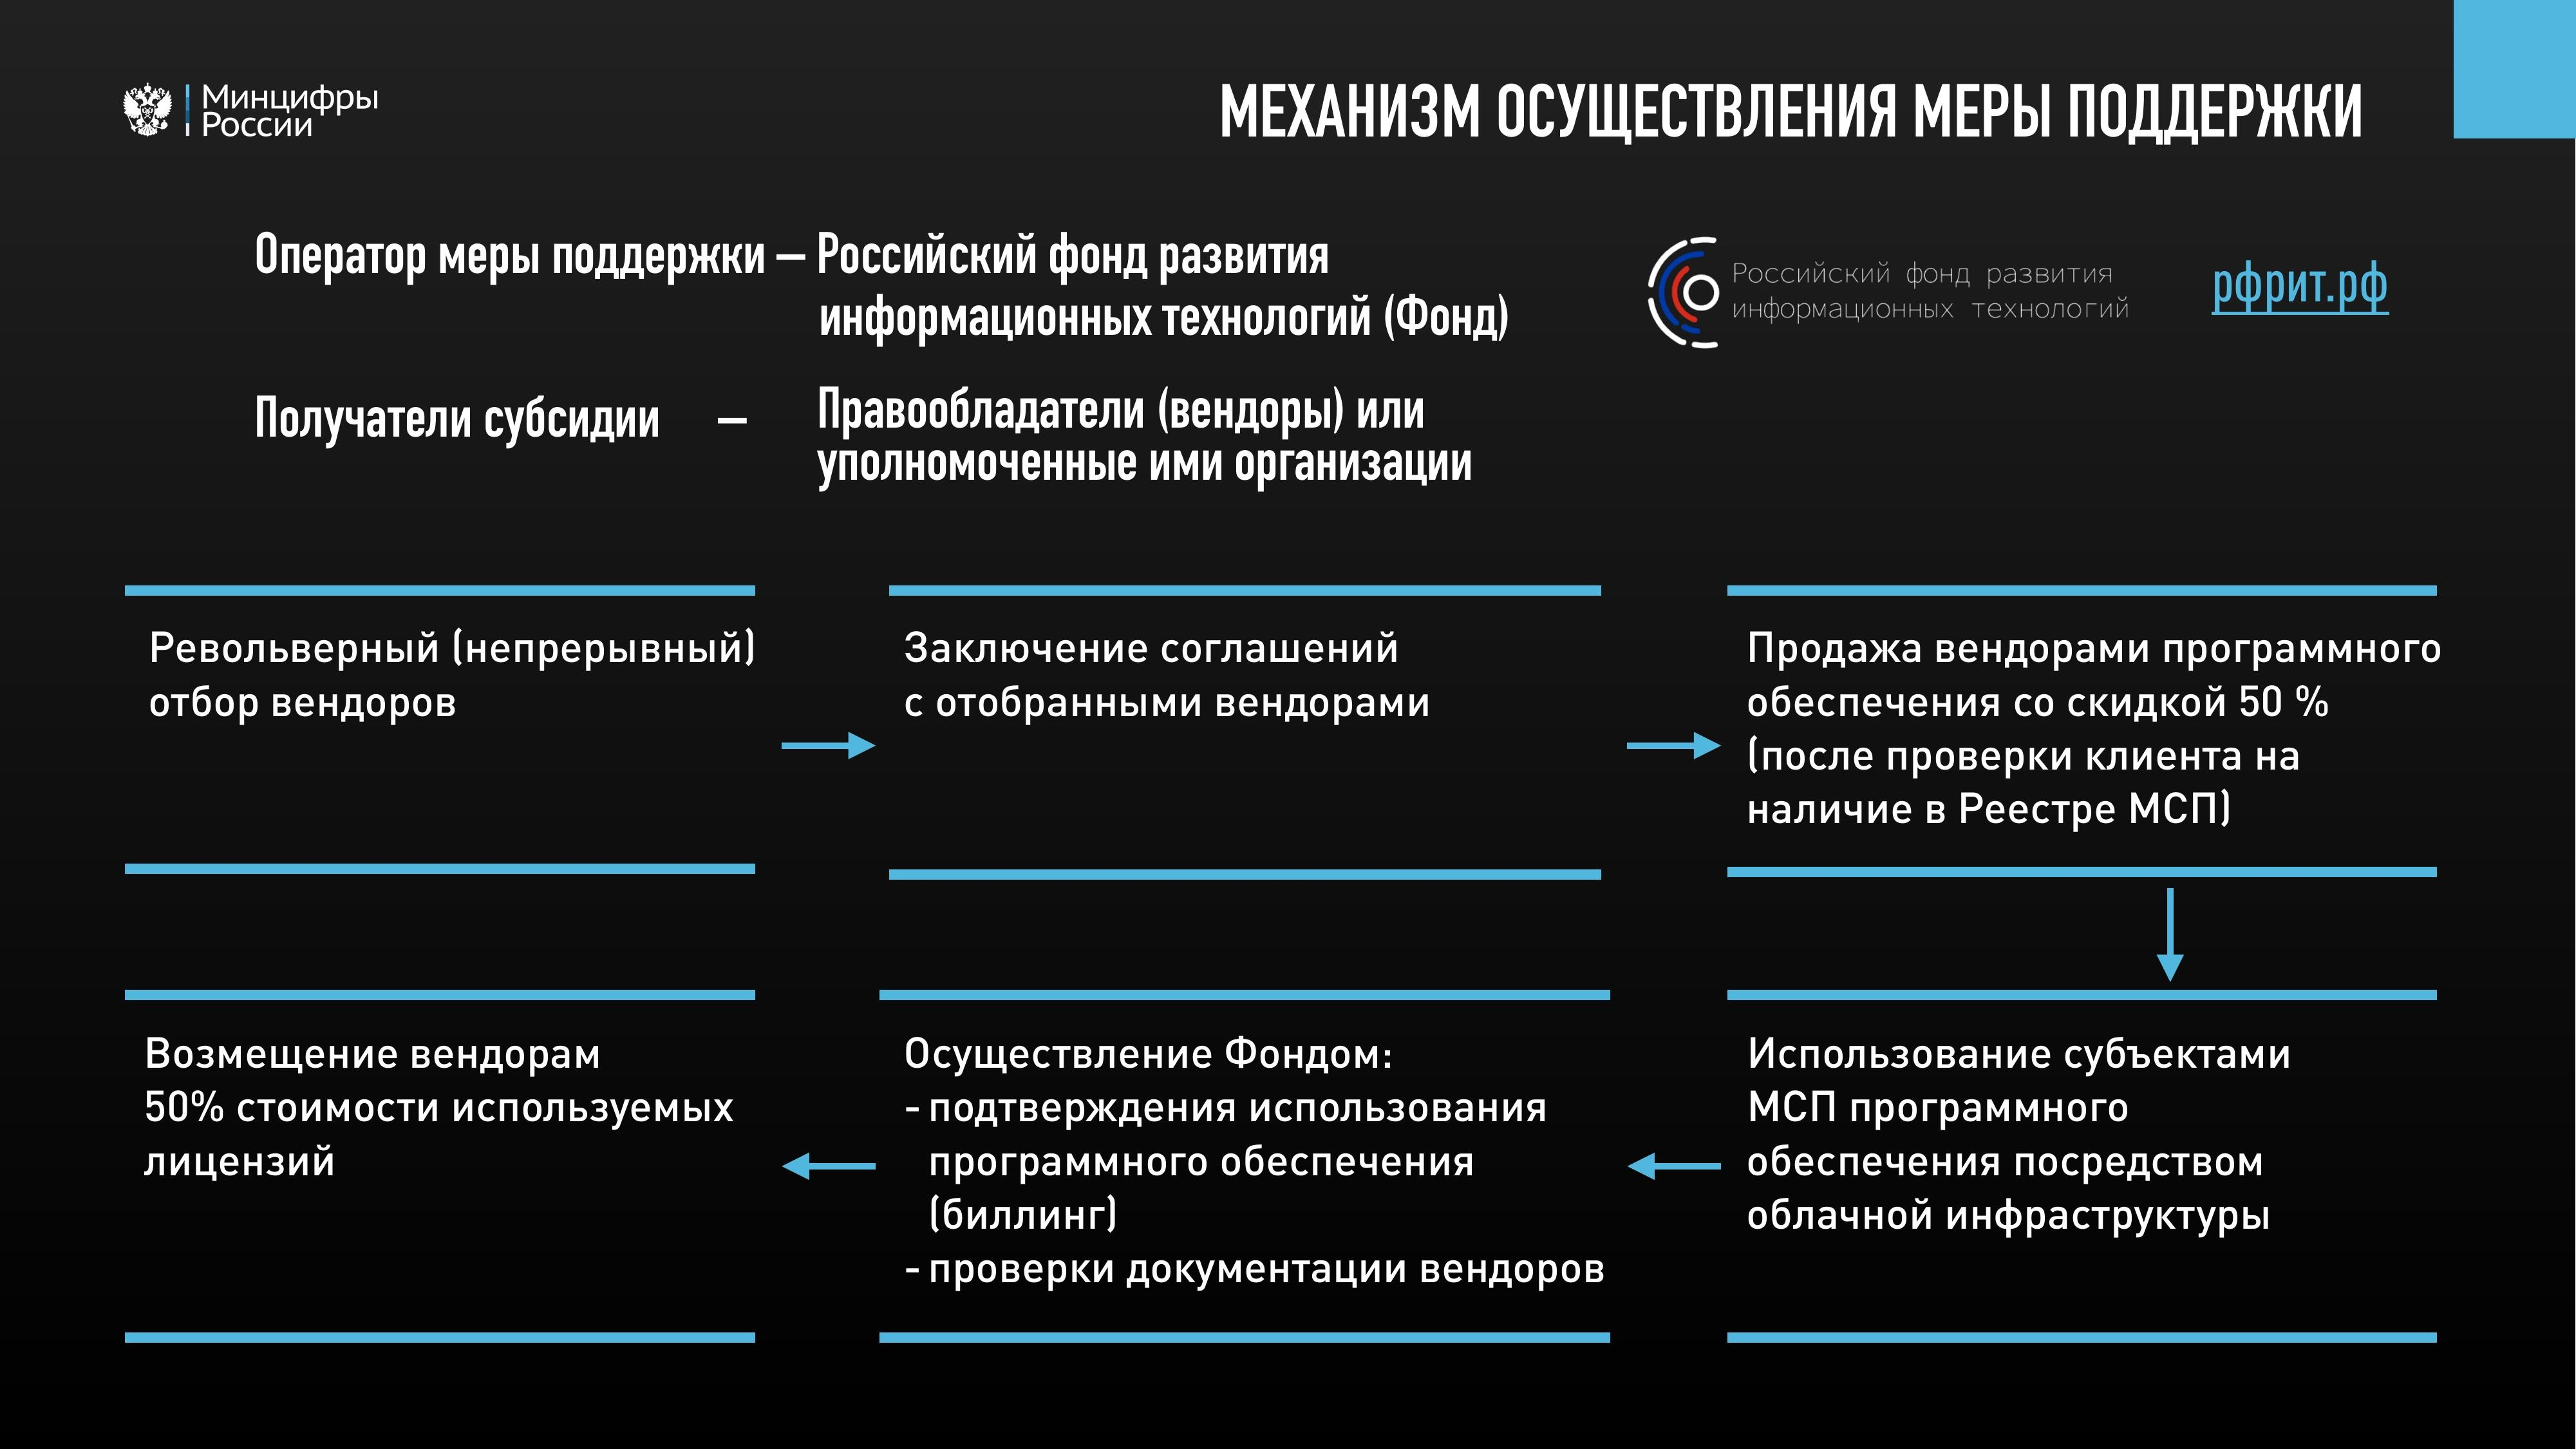 Минцифры
России
МЕХАНИЗМ ОСУЩЕСТВЛЕНИЯ МЕРЫ ПОДДЕРЖКИ
Оператор меры поддержки – Российский фонд развития
информационных технологий (Фонд)
Российский фонд развития
информационных технологий
рфрит.рф
Получатели субсидии –
Правообладатели (вендоры) или
уполномоченные ими организации
Револьверный (непрерывный)
отбор вендоров
Заключение соглашений
с отобранными вендорами
Продажа вендорами программного
обеспечения со скидкой 50 %
(после проверки клиента на
наличие в Реестре МСП)
Использование субъектами
МСП программного
обеспечения посредством
облачной инфраструктуры
Осуществление Фондом:
- подтверждения использования
программного обеспечения
(биллинг)
- проверки документации вендоров
Возмещение вендорам
50% стоимости используемых
лицензий